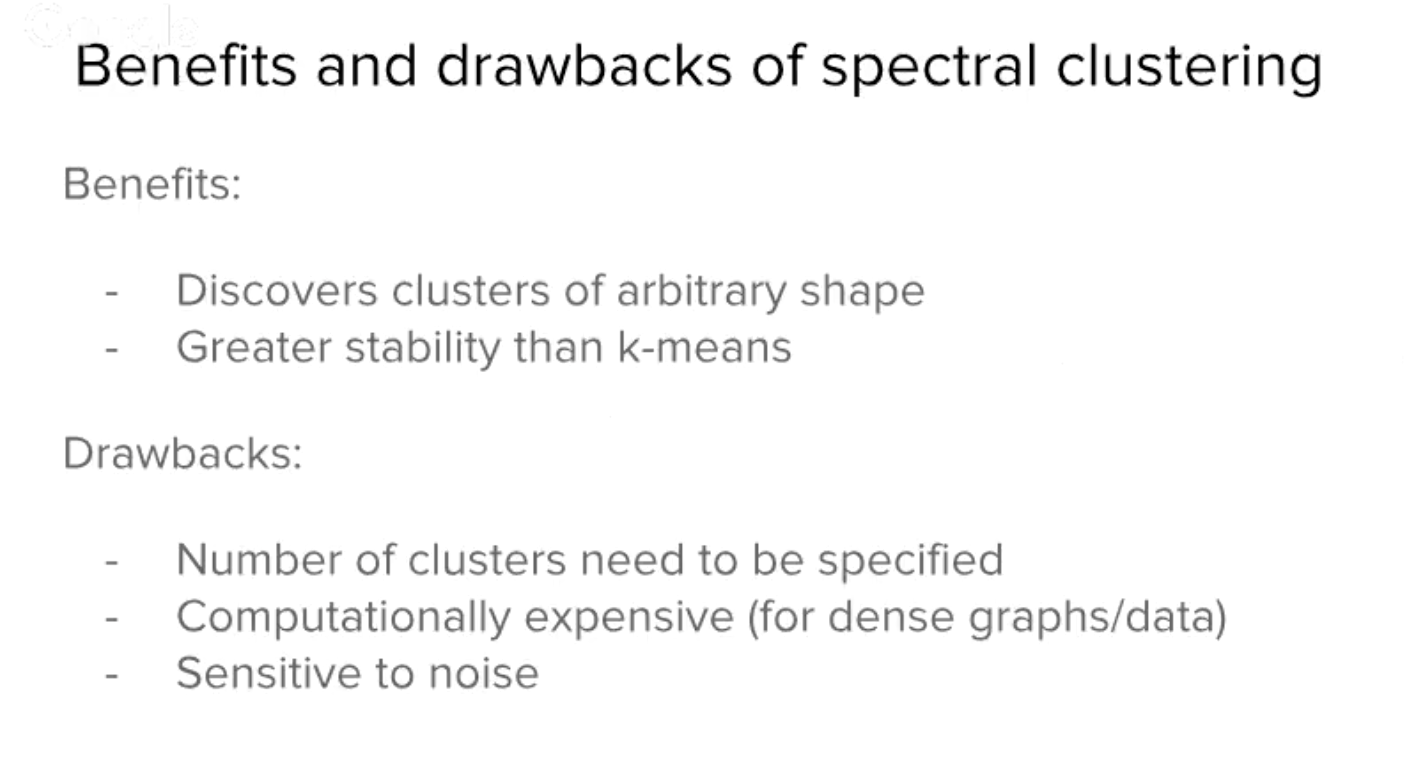 Benefits and drawbacks of spectral clustering
Benefits:
- Discovers clusters of arbitrary shape
- Greater stability than k-means
Drawbacks:
- Number of clusters need to be specified
- Computationally expensive (for dense graphs/data)
- Sensitive to noise